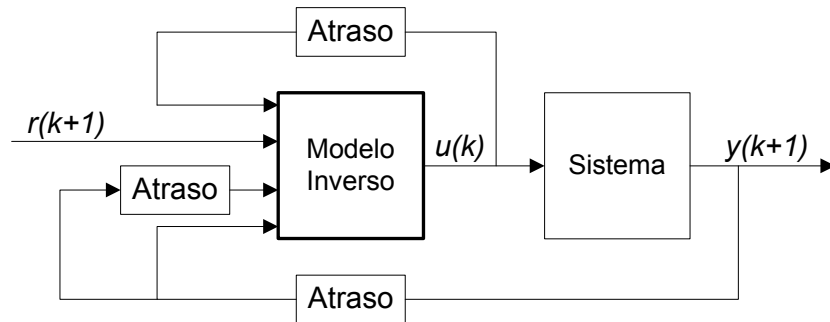 Atraso
r(k+1)
Modelo
Inverso
u(k)
Sistema
y(k+1)
Atraso
Atraso